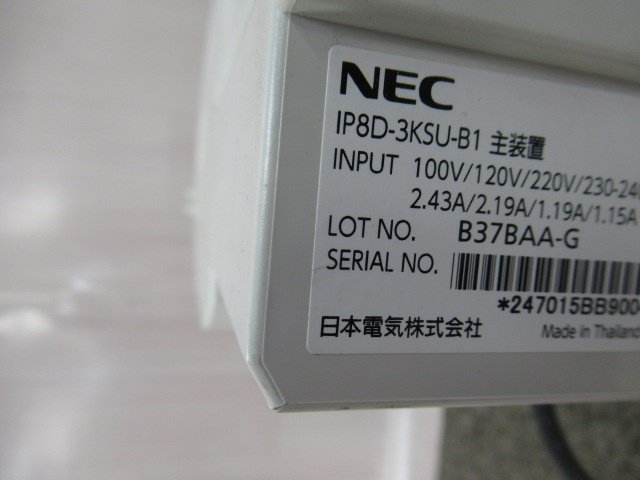 NEC
IP8D-3KSU-B1 主装置
INPUT 100V/120V/220V/230-24
2.43A/2.19A/1.19A/1.15A
LOT NO. B37BAA-G
SERIAL NO.
*247015BB900
日本電気株式会社 Made in Thailand